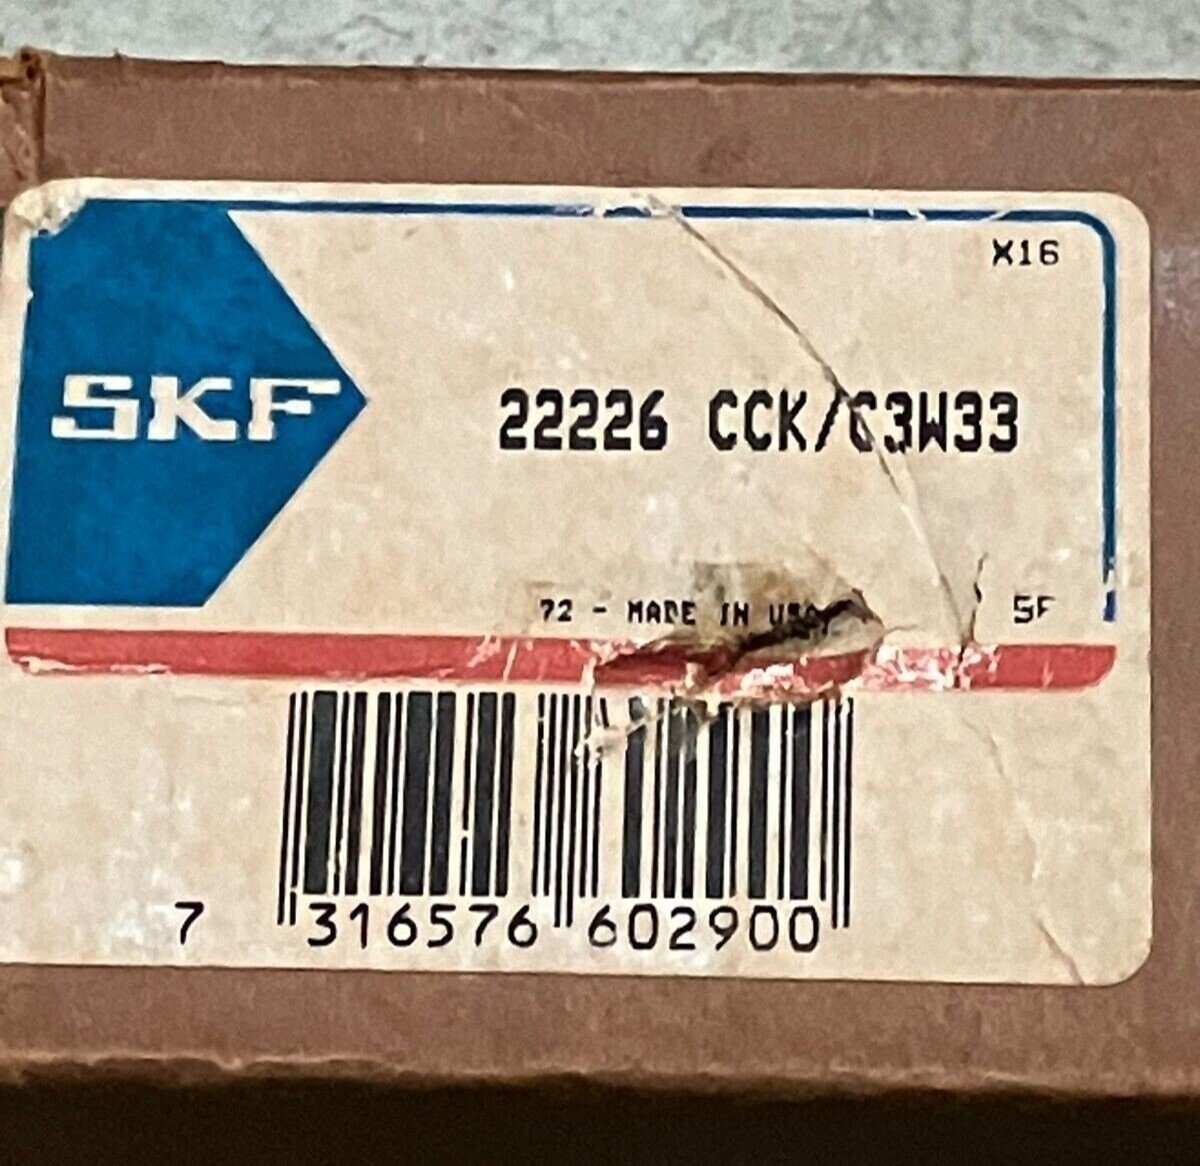 X16
SKF
22226 CCK/C3W33
72 - MADE IN USA
SF
7 316576 602900